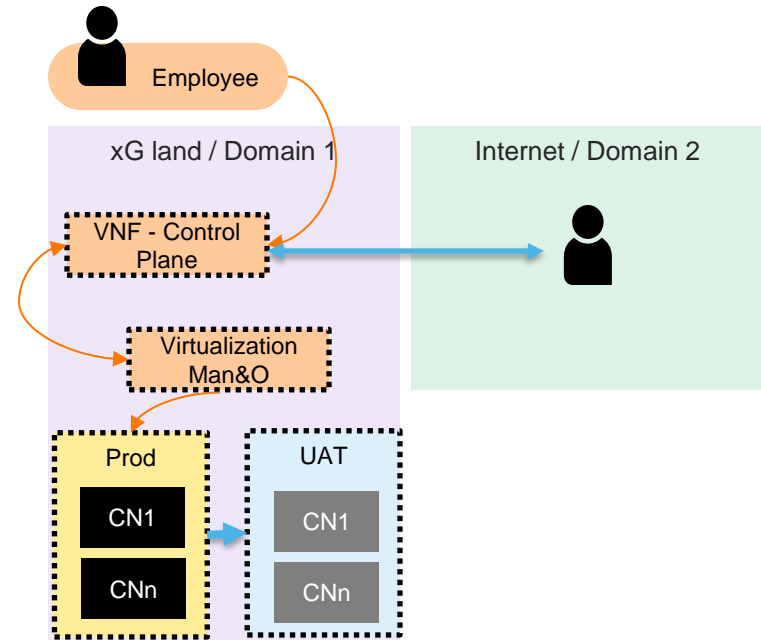 Employee
xG land / Domain 1
Internet / Domain 2
VNF - Control
Plane
Virtualization
Man&O
Prod
CN1
CNn
UAT
CN1
CNn